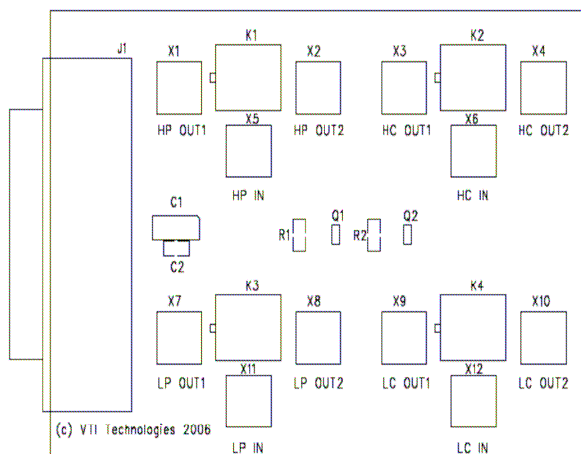 J1
X1 K1 X2 X3 K2 X4
HP OUT1 X5 HP OUT2 HC OUT1 X6 HC OUT2
HP IN HC IN
C1
R1 Q1 R2 Q2
C2
X7 K3 X8 X9 K4 X10
LP OUT1 X11 LP OUT2 LC OUT1 X12 LC OUT2
(c) VTI Technologies 2006
LP IN LC IN